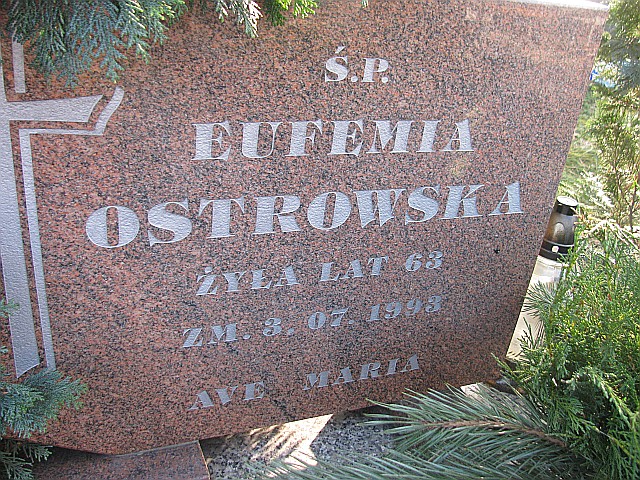 Ś.P.
EUFEMIA
OSTROWSKA
ŻYŁA LAT 63
ZM. 3. 07. 1993
AVE MARIA